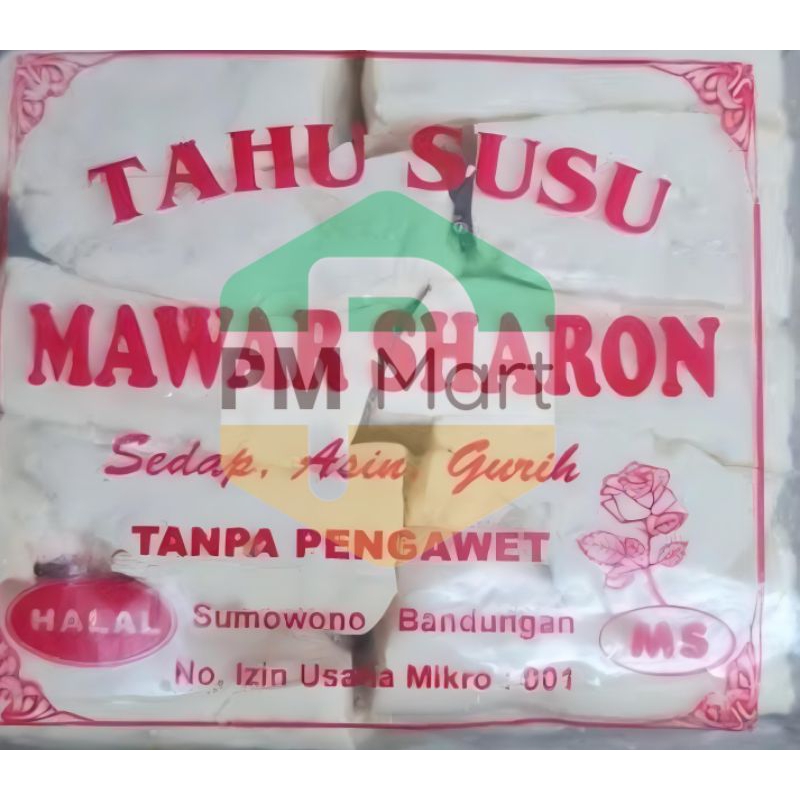 TAHU SUSU
MAWAR SHARON
PM Mart
Sedap, Asin, Gurih
TANPA PENGAWET
HALAL
Sumowono Bandungan
MS
No. Izin Usaha Mikro : 001